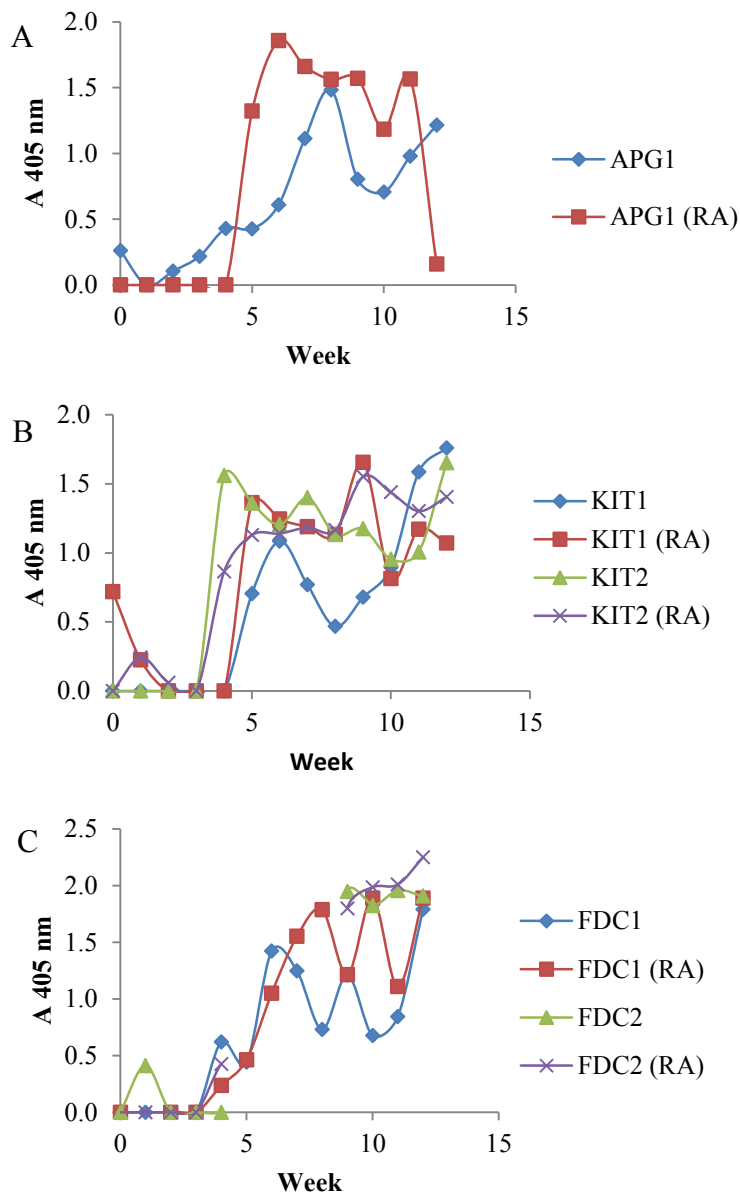 A
2.0
1.5
1.0
0.5
0.0
A 405 nm
0 5 10 15
Week
APG1
APG1 (RA)
B
2.0
1.5
1.0
0.5
0.0
A 405 nm
0 5 10 15
Week
KIT1
KIT1 (RA)
KIT2
KIT2 (RA)
C
2.5
2.0
1.5
1.0
0.5
0.0
A 405 nm
0 5 10 15
Week
FDC1
FDC1 (RA)
FDC2
FDC2 (RA)